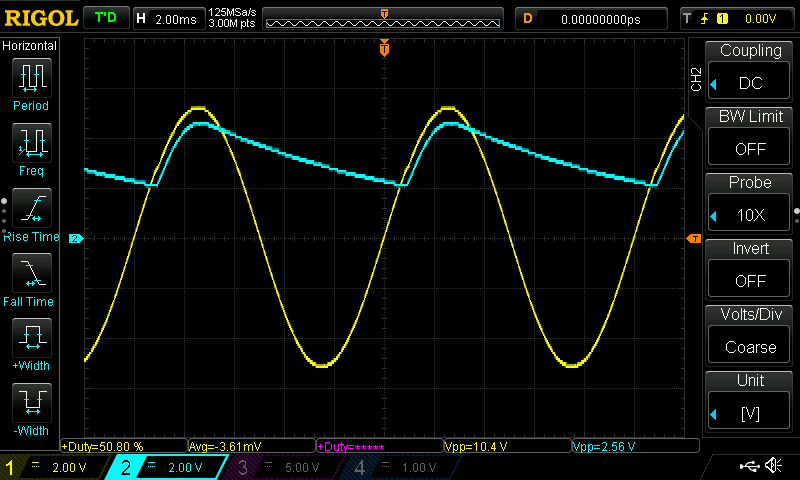 RIGOL T'D H 2.00ms 125MSa/s 3.00M pts T D 0.00000000ps T 1 0.00V
Horizontal
Period
Freq
Rise Time
Fall Time
+Width
-Width
T
2
T
CH2
Coupling
DC
BW Limit
OFF
Probe
10X
Invert
OFF
Volts/Div
Coarse
Unit
[V]
+Duty=50.80 % Avg=-3.61mV +Duty=***** Vpp=10.4 V Vpp=2.56 V
1 2.00 V 2 2.00 V 3 5.00 V 4 1.00 V